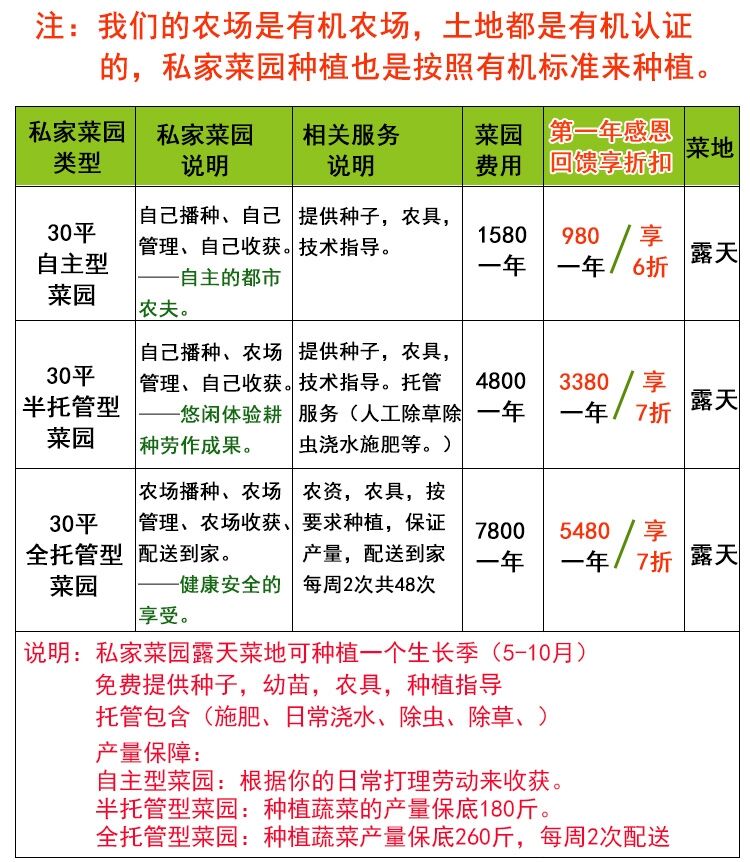 注：我们的农场是有机农场，土地都是有机认证
的，私家菜园种植也是按照有机标准来种植。
私家菜园
类型
私家菜园
说明
相关服务
说明
菜园
费用
第一年感恩
回馈享折扣
菜地
30平
自主型
菜园
自己播种、自己
管理、自己收获。
——自主的都市
农夫。
提供种子，农具，
技术指导。
1580
一年
980
一年
享
6折
露天
30平
半托管型
菜园
自己播种、农场
管理、自己收获。
——悠闲体验耕
种劳作成果。
提供种子，农具，
技术指导。托管
服务（人工除草除
虫浇水施肥等。）
4800
一年
3380
一年
享
7折
露天
30平
全托管型
菜园
农场播种、农场
管理、农场收获、
配送到家。
——健康安全的
享受。
农资，农具，按
要求种植，保证
产量，配送到家
每周2次共48次
7800
一年
5480
一年
享
7折
露天
说明：私家菜园露天菜地可种植一个生长季（5-10月）
免费提供种子，幼苗，农具，种植指导
托管包含（施肥、日常浇水、除虫、除草、）
产量保障：
自主型菜园：根据你的日常打理劳动来收获。
半托管型菜园：种植蔬菜的产量保底180斤。
全托管型菜园：种植蔬菜产量保底260斤，每周2次配送